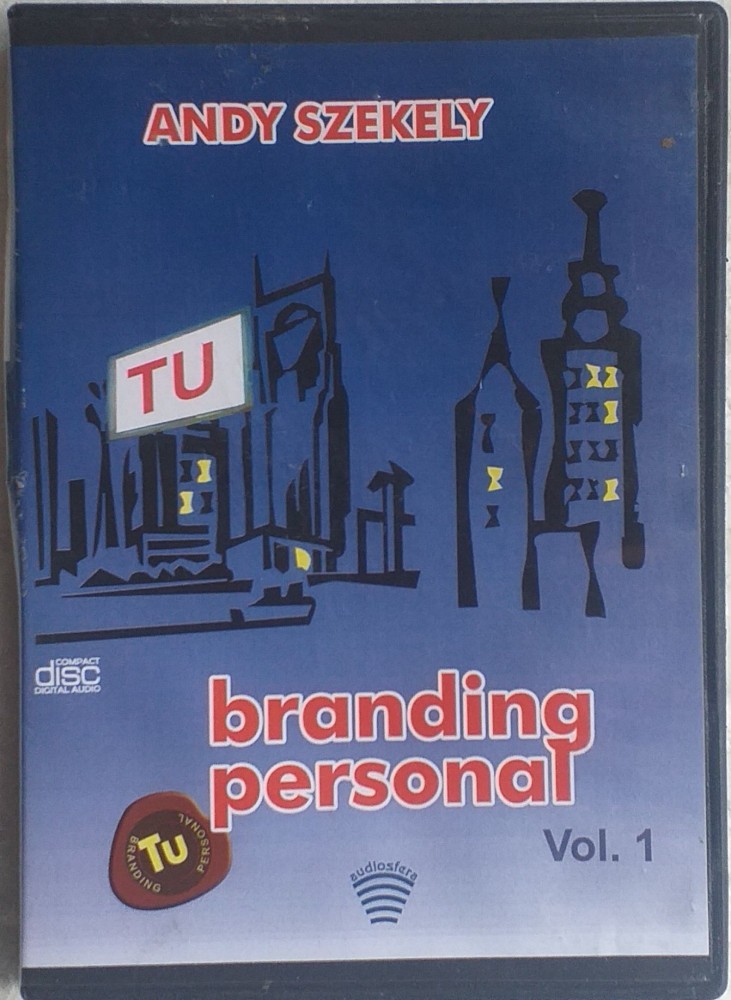 ANDY SZEKELY
TU
COMPACT
disc
DIGITAL AUDIO
branding
personal
Tu
BRANDING PERSONAL
Vol. 1
audiosfera